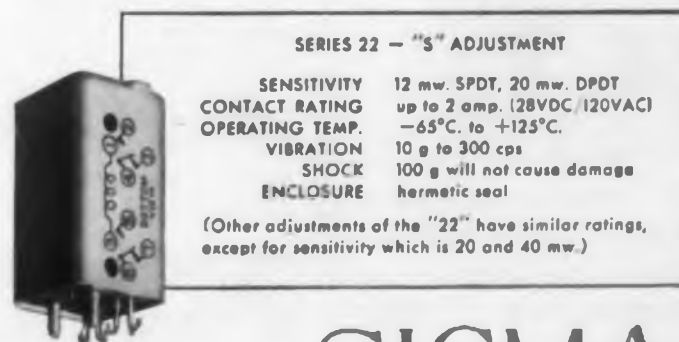 SERIES 22 — "S" ADJUSTMENT
SENSITIVITY 12 mw. SPDT, 20 mw. DPDT
CONTACT RATING up to 2 amp. (28VDC/120VAC)
OPERATING TEMP. —65°C. to +125°C.
VIBRATION 10 g to 300 cps
SHOCK 100 g will not cause damage
ENCLOSURE hermetic seal
(Other adjustments of the "22" have similar ratings,
except for sensitivity which is 20 and 40 mw.)
BOTTOM
VIEW